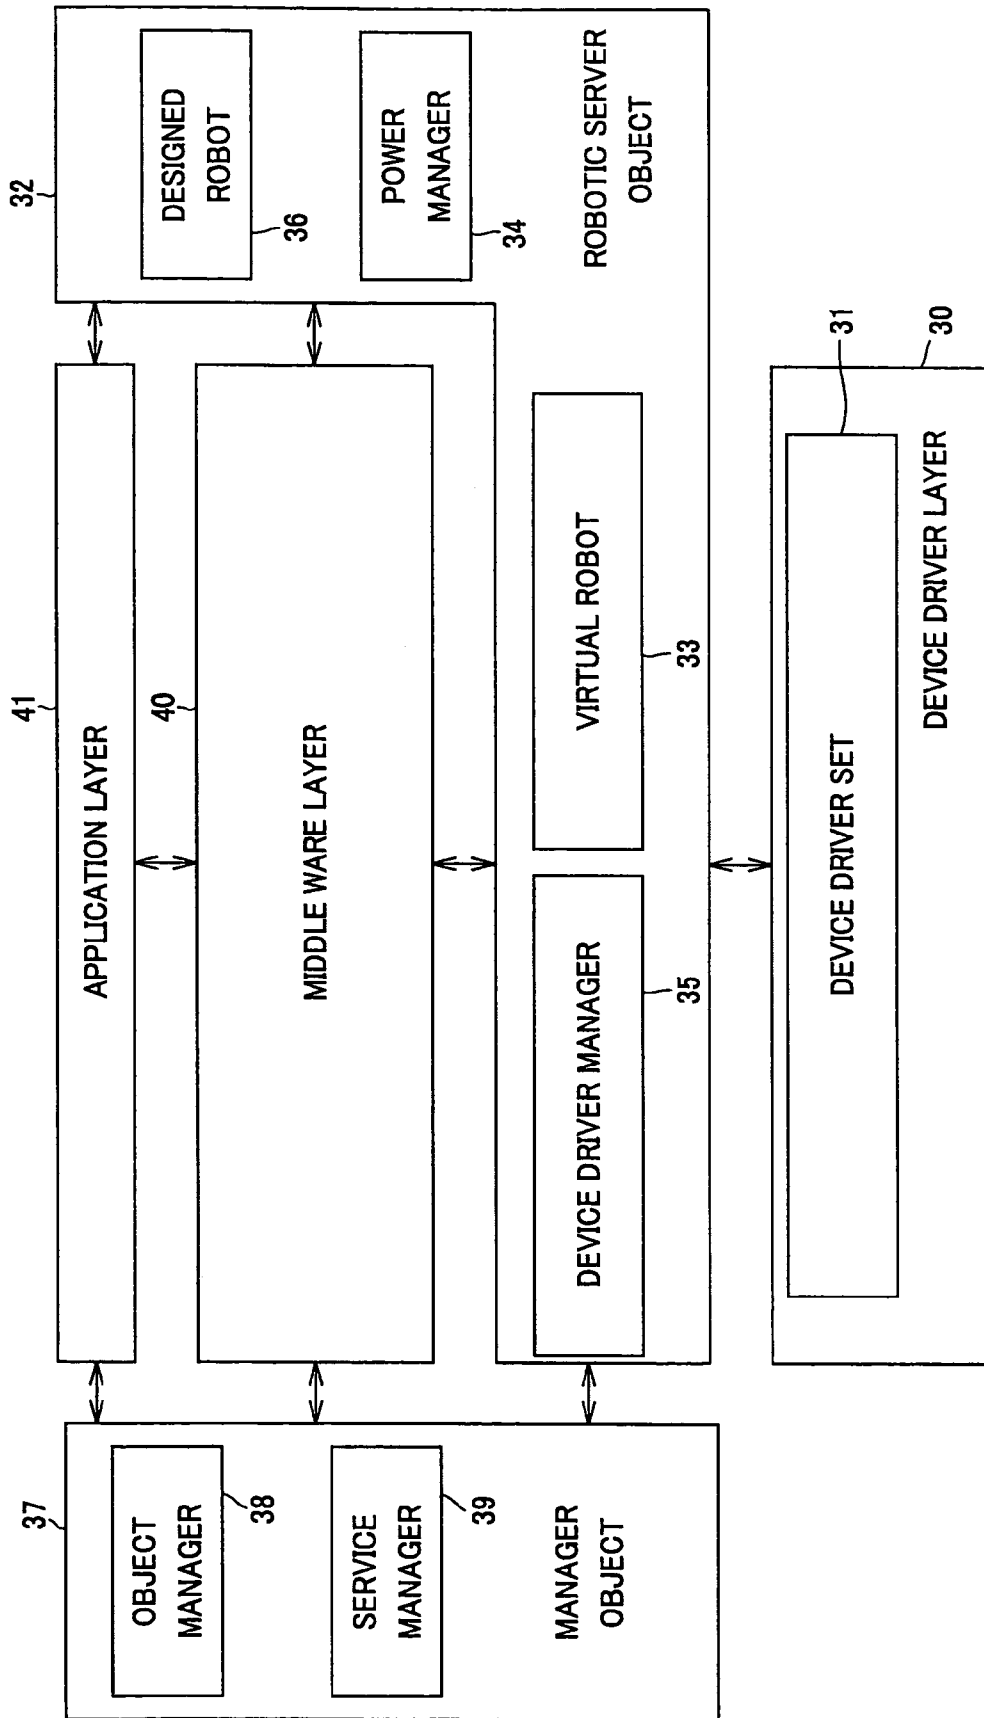 41
APPLICATION LAYER
40
MIDDLE WARE LAYER
37
OBJECT
MANAGER
38
SERVICE
MANAGER
39
MANAGER
OBJECT
32
DESIGNED
ROBOT
36
POWER
MANAGER
34
ROBOTIC SERVER
OBJECT
DEVICE DRIVER MANAGER
35
VIRTUAL ROBOT
33
DEVICE DRIVER SET
31
DEVICE DRIVER LAYER
30